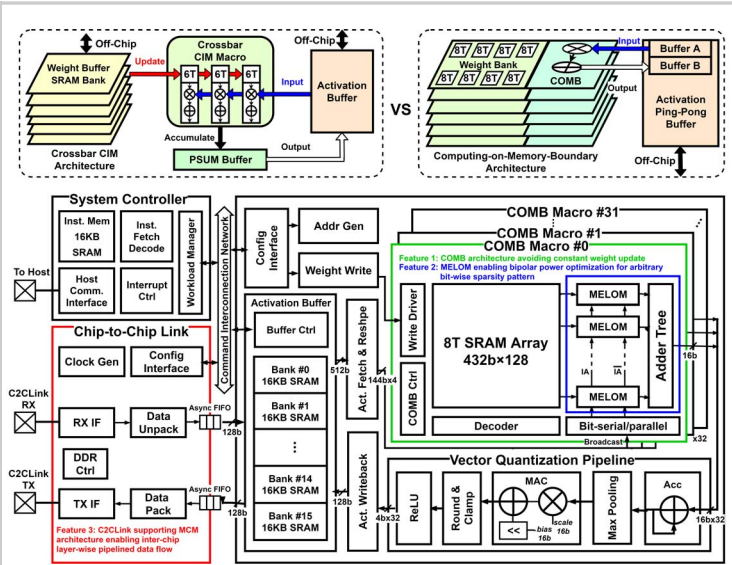 Off-Chip
Weight Buffer
SRAM Bank
Update
Crossbar
CIM Macro
6T 6T 6T
Input
Off-Chip
Activation
Buffer
Accumulate
PSUM Buffer
Output
Crossbar CIM
Architecture
VS
8T 8T 8T 8T
Weight Bank
8T 8T 8T 8T
COMB
Input
Buffer A
Buffer B
Output
Activation
Ping-Pong
Buffer
Off-Chip
Computing-on-Memory-Boundary
Architecture
System Controller
Inst. Mem
16KB
SRAM
Inst.
Fetch
Decode
Host
Comm.
Interface
Interrupt
Ctrl
Workload Manager
To Host
Command Interconnection Network
Config
Interface
Addr Gen
Weight Write
COMB Macro #31
COMB Macro #1
COMB Macro #0
Feature 1: COMB architecture avoiding constant weight update
Feature 2: MELOM enabling bipolar power optimization for arbitrary
bit-wise sparsity pattern
Write Driver
COMB Ctrl
8T SRAM Array
432b×128
Decoder
MELOM
MELOM
IA IA
MELOM
Adder Tree
Bit-serial/parallel
Broadcast
16b
x32
Chip-to-Chip Link
Clock Gen
Config
Interface
C2CLink
RX
RX IF
Data
Unpack
Async FIFO
128b
DDR
Ctrl
C2CLink
TX
TX IF
Data
Pack
Async FIFO
128b
Feature 3: C2CLink supporting MCM
architecture enabling inter-chip
layer-wise pipelined data flow
Activation Buffer
Buffer Ctrl
Bank #0
16KB SRAM
Bank #1
16KB SRAM
⋮
Bank #14
16KB SRAM
Bank #15
16KB SRAM
512b
Act. Fetch & Reshpe
144bx4
128b
Act. Writeback
4bx32
Vector Quantization Pipeline
ReLU
Round &
Clamp
MAC
<<
bias
16b
scale
16b
Max Pooling
Acc
16bx32